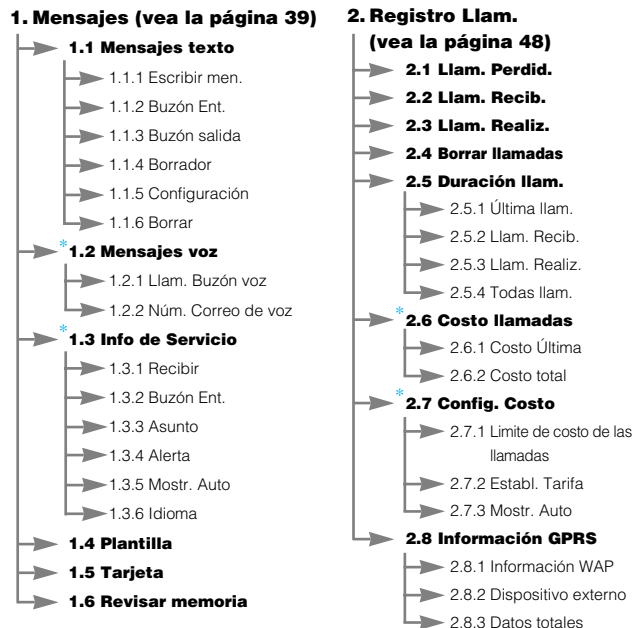 1. Mensajes (vea la página 39)
1.1 Mensajes texto
1.1.1 Escribir men.
1.1.2 Buzón Ent.
1.1.3 Buzón salida
1.1.4 Borrador
1.1.5 Configuración
1.1.6 Borrar
*1.2 Mensajes voz
1.2.1 Llam. Buzón voz
1.2.2 Núm. Correo de voz
*1.3 Info de Servicio
1.3.1 Recibir
1.3.2 Buzón Ent.
1.3.3 Asunto
1.3.4 Alerta
1.3.5 Mostr. Auto
1.3.6 Idioma
1.4 Plantilla
1.5 Tarjeta
1.6 Revisar memoria
2. Registro Llam.
(vea la página 48)
2.1 Llam. Perdid.
2.2 Llam. Recib.
2.3 Llam. Realiz.
2.4 Borrar llamadas
2.5 Duración llam.
2.5.1 Última llam.
2.5.2 Llam. Recib.
2.5.3 Llam. Realiz.
2.5.4 Todas llam.
*2.6 Costo llamadas
2.6.1 Costo Última
2.6.2 Costo total
*2.7 Config. Costo
2.7.1 Limite de costo de las
llamadas
2.7.2 Establ. Tarifa
2.7.3 Mostr. Auto
2.8 Información GPRS
2.8.1 Información WAP
2.8.2 Dispositivo externo
2.8.3 Datos totales